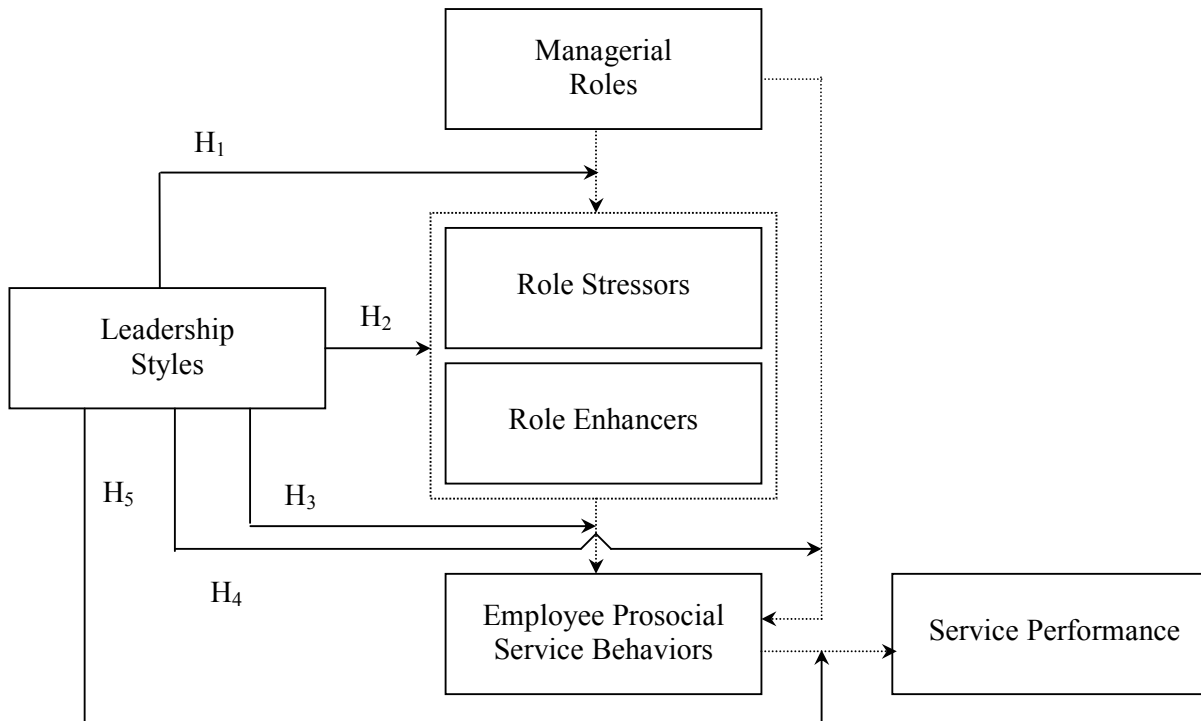 Managerial
Roles
H₁
Role Stressors
Leadership
Styles
H₂
Role Enhancers
H₅
H₃
H₄
Employee Prosocial
Service Behaviors
Service Performance